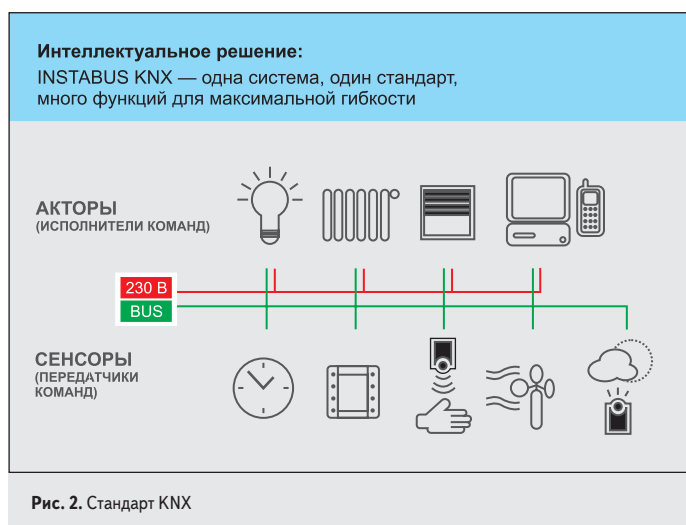 Интеллектуальное решение:
INSTABUS KNX — одна система, один стандарт,
много функций для максимальной гибкости
АКТОРЫ
(ИСПОЛНИТЕЛИ КОМАНД)
230 В
BUS
СЕНСОРЫ
(ПЕРЕДАТЧИКИ
КОМАНД)
Рис. 2. Стандарт KNX